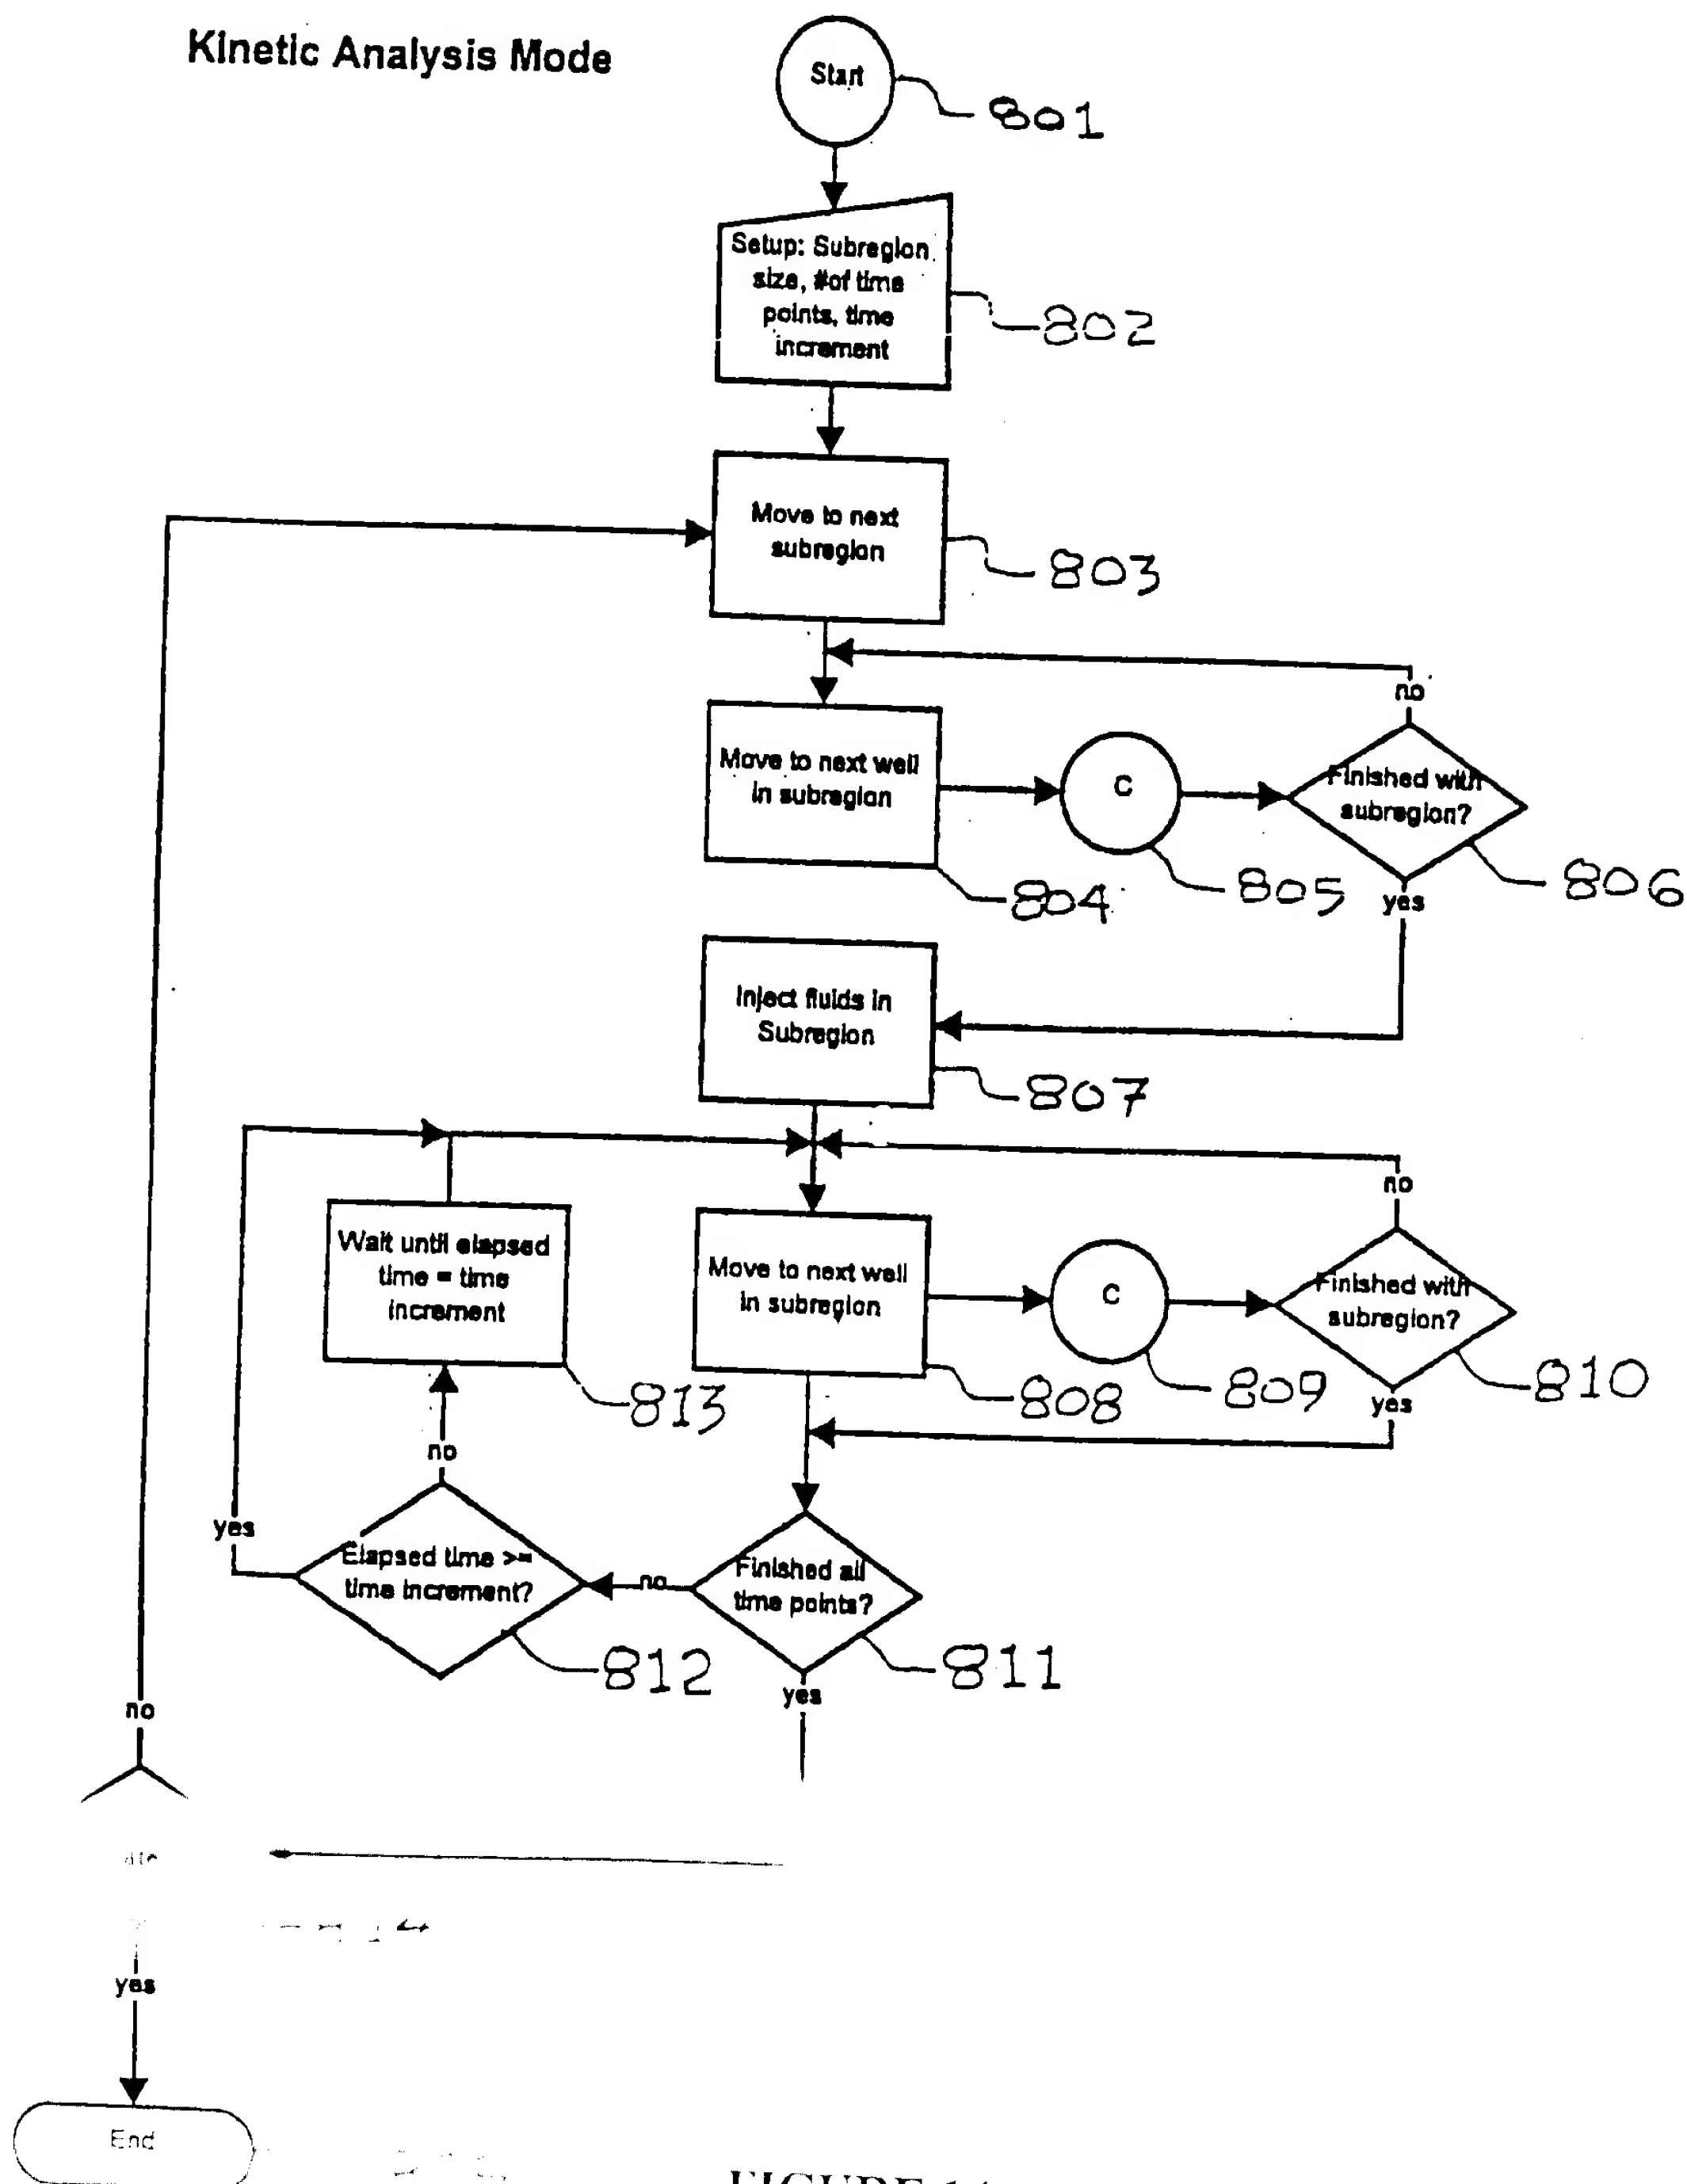 Kinetic Analysis Mode
Start
801
Setup: Subregion
size, #of time
points, time
increment
802
Move to next
subregion
803
no
Move to next well
in subregion
C
Finished with
subregion?
804
805
806
yes
Inject fluids in
Subregion
807
no
Wait until elapsed
time = time
increment
Move to next well
in subregion
C
Finished with
subregion?
813
808
809
810
yes
no
yes
Elapsed time >=
time increment?
no
Finished all
time points?
812
811
yes
no
yes
End